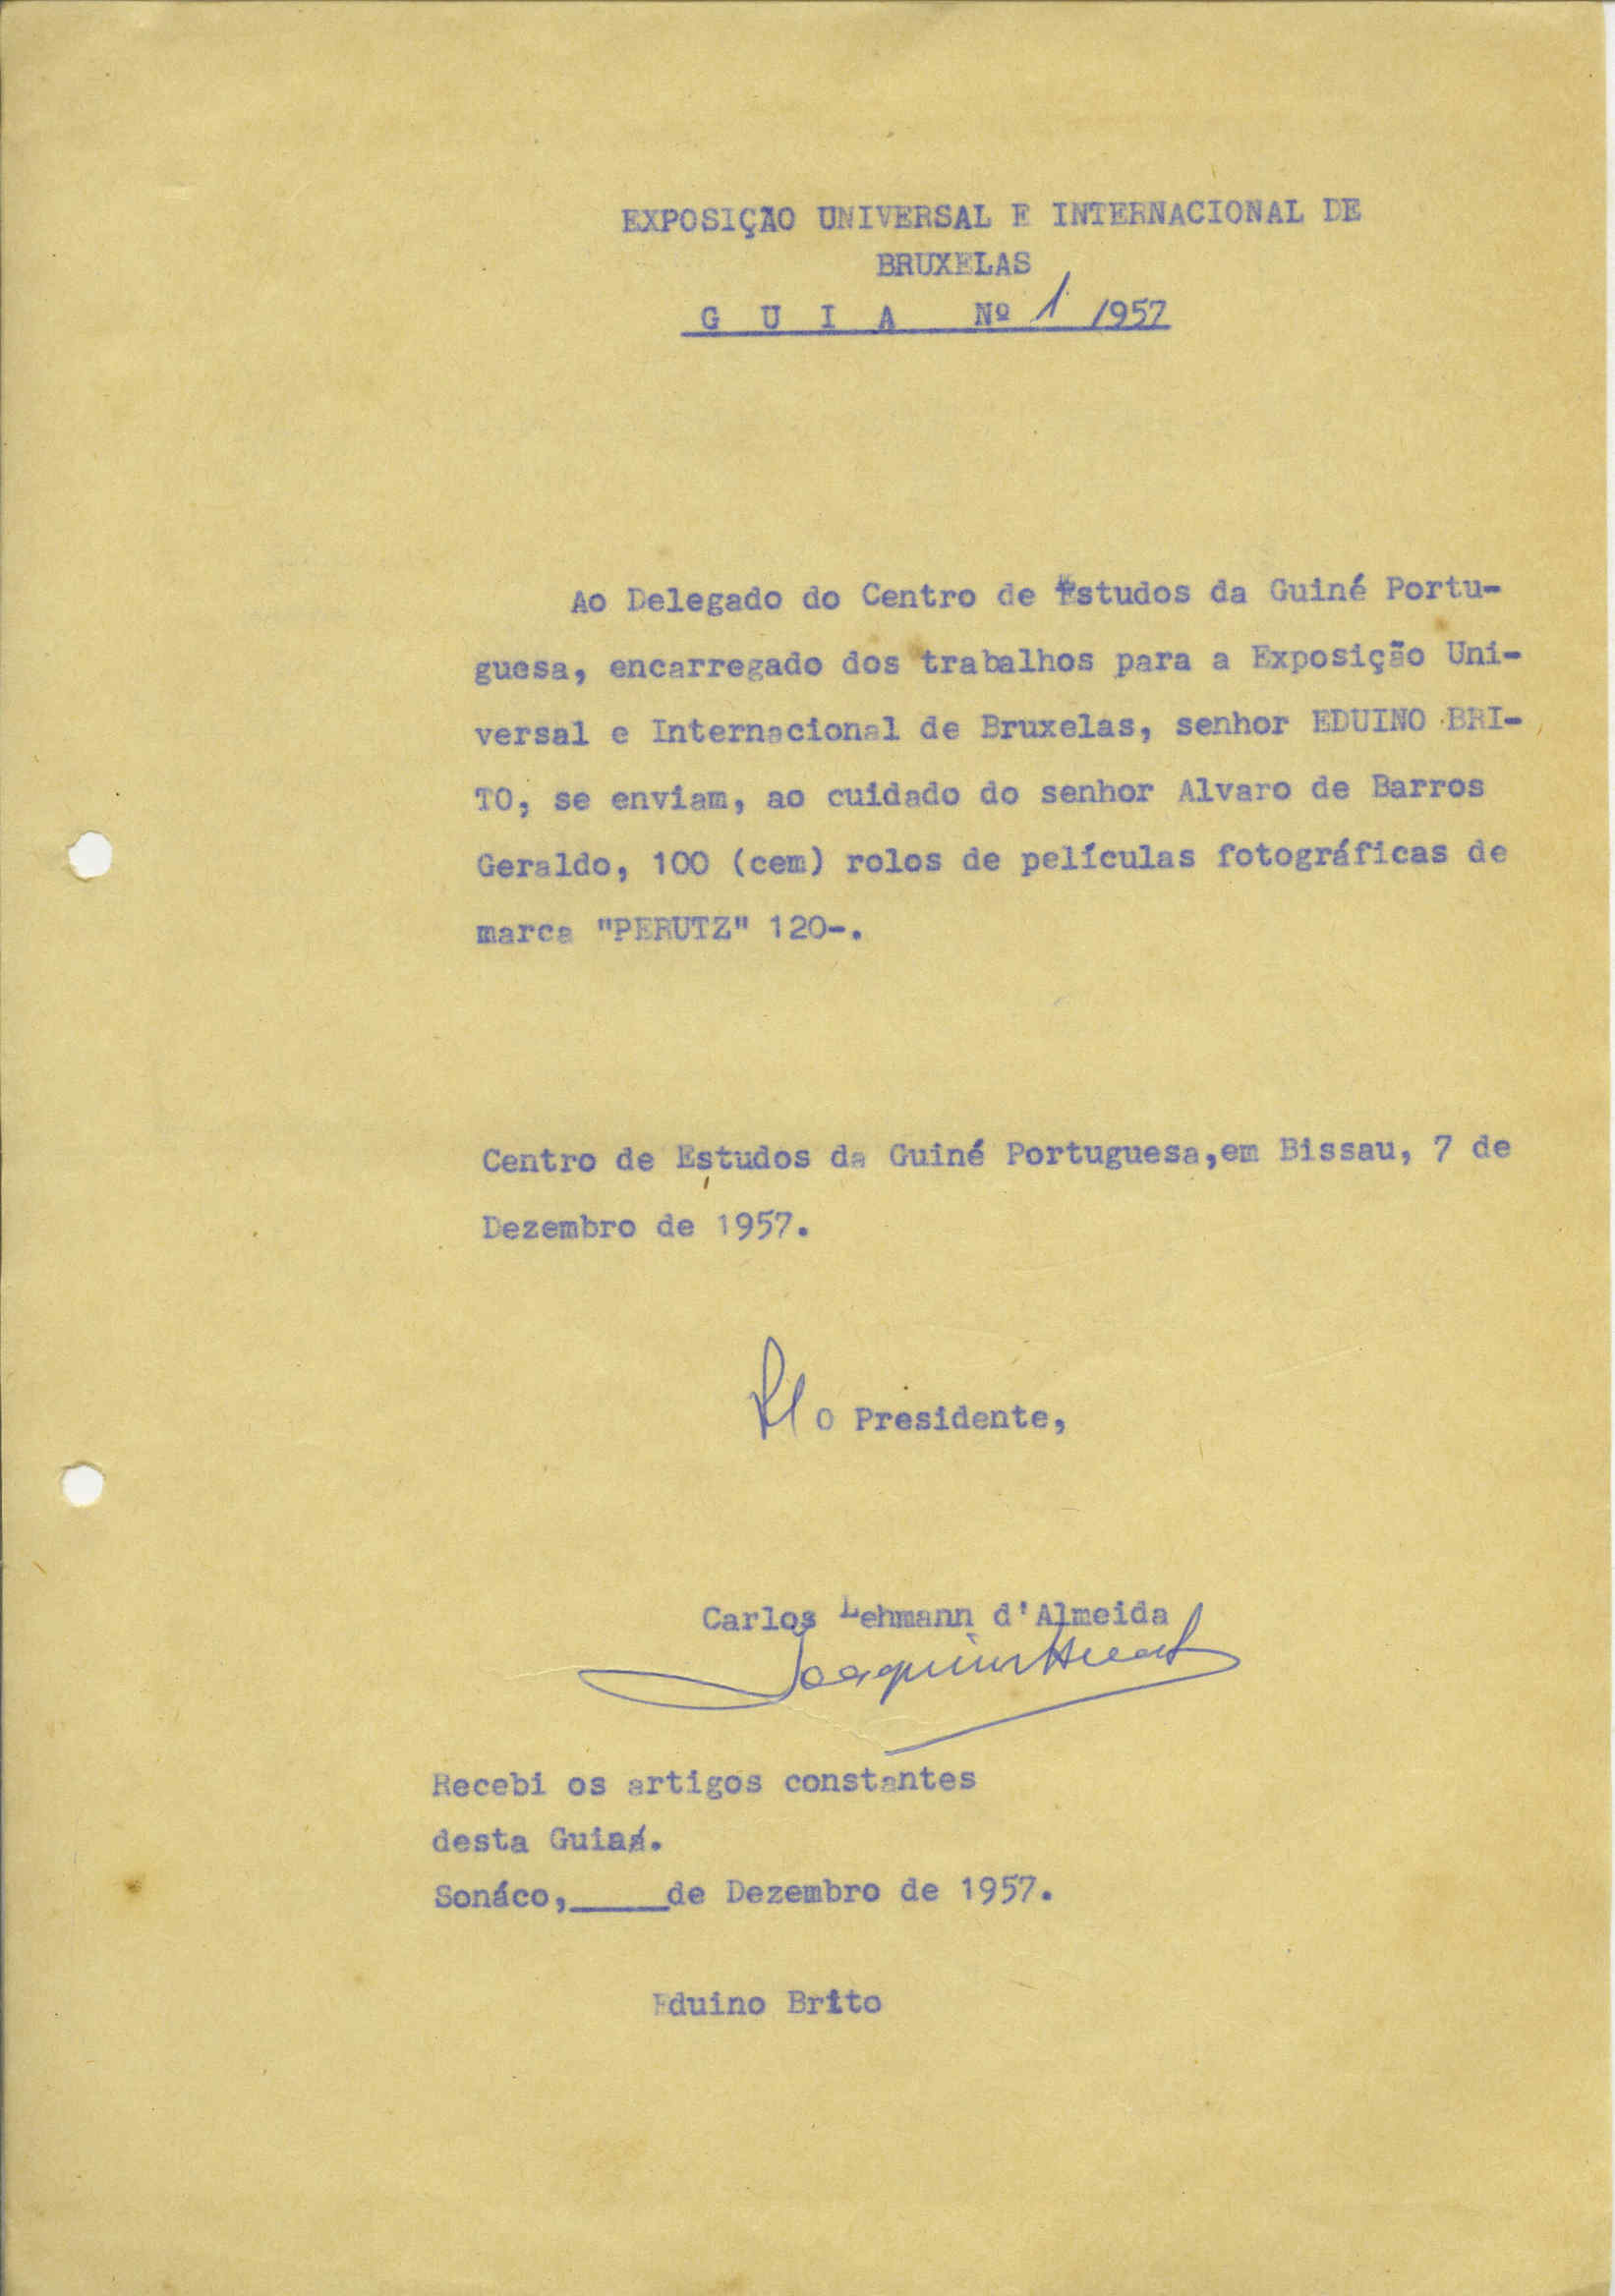 EXPOSIÇÃO UNIVERSAL E INTERNACIONAL DE
BRUXELAS
G U I A Nº 1 /957
Ao Delegado do Centro de Estudos da Guiné Portu-
guesa, encarregado dos trabalhos para a Exposição Uni-
versal e Internacional de Bruxelas, senhor EDUINO BRI-
TO, se enviam, ao cuidado do senhor Alvaro de Barros
Geraldo, 100 (cem) rolos de películas fotográficas de
marca "PERUTZ" 120-.
Centro de Estudos da Guiné Portuguesa,em Bissau, 7 de
Dezembro de 1957.
Pl O Presidente,
Carlos Lehmann d'Almeida
Joaquim
Recebi os artigos constantes
desta Guia.
Sonáco,____de Dezembro de 1957.
Eduino Brito